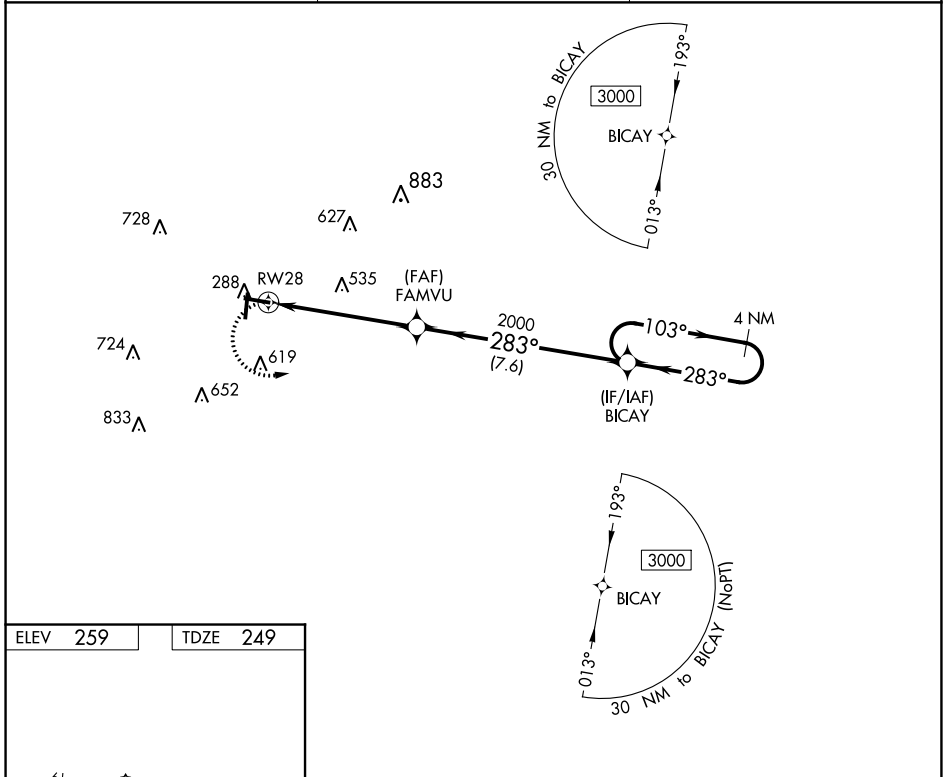 193°
30 NM to BICAY
3000
BICAY
013°
883
728
627
288
RW28
535
(FAF)
FAMVU
2000
283°
(7.6)
103°
4 NM
283°
(IF/IAF)
BICAY
724
619
652
833
193°
3000
BICAY
013°
30 NM to BICAY (NoPT)
ELEV 259
TDZE 249